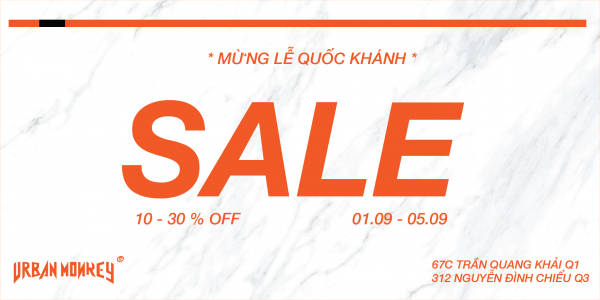 * MỪNG LỄ QUỐC KHÁNH *
SALE
10 - 30 % OFF
01.09 - 05.09
URBAN MONKEY®
67C TRẦN QUANG KHẢI Q1
312 NGUYỄN ĐÌNH CHIỂU Q3